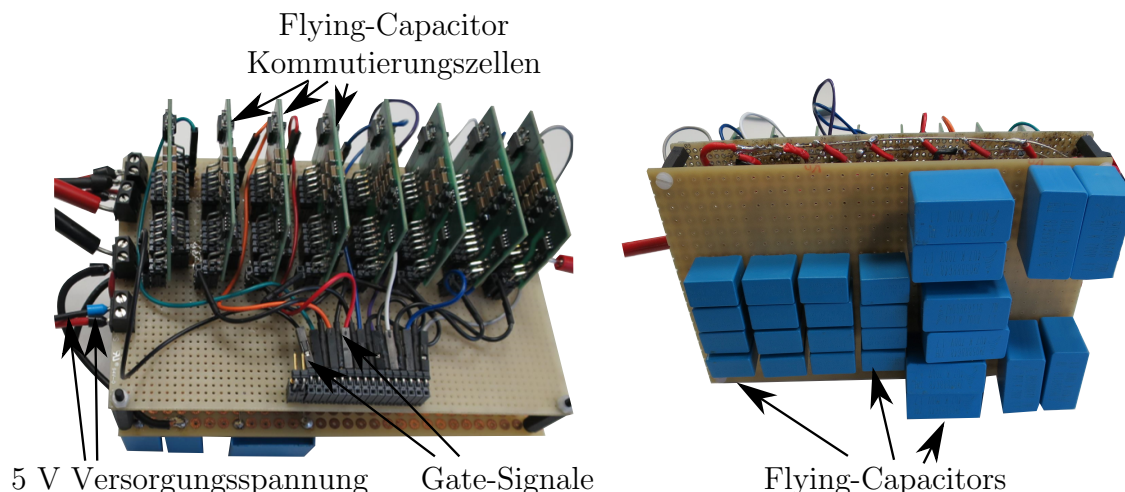 Flying-Capacitor
Kommutierungszellen
5 V Versorgungsspannung
Gate-Signale
Flying-Capacitors